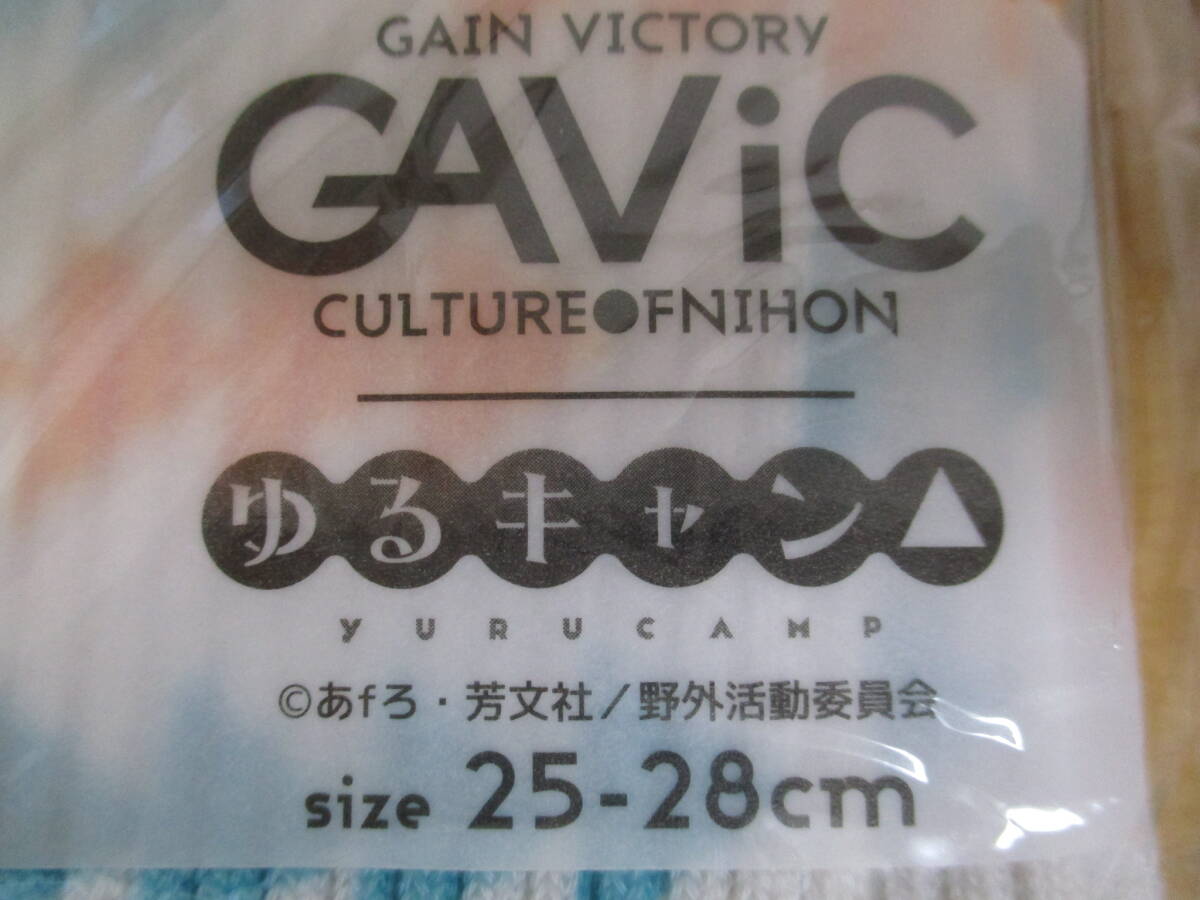 GAIN VICTORY
GAViC
CULTURE●FNIHON
ゆるキャン△
YURUCAMP
©あfろ・芳文社/野外活動委員会
size 25-28cm